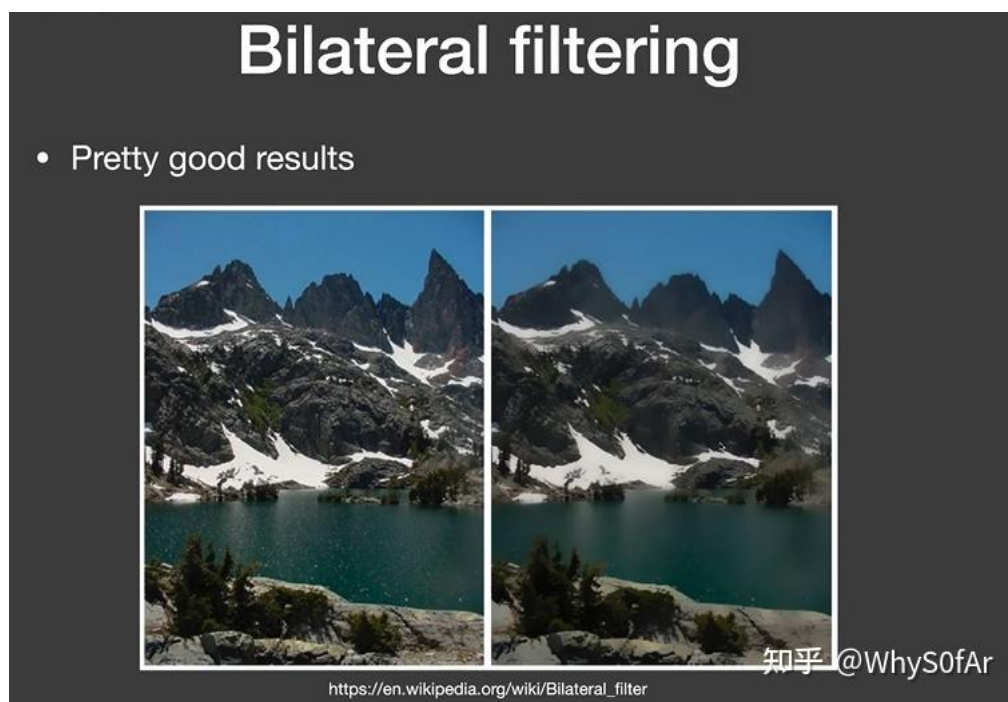 Bilateral filtering
• Pretty good results
知乎 @WhyS0fAr
https://en.wikipedia.org/wiki/Bilateral_filter